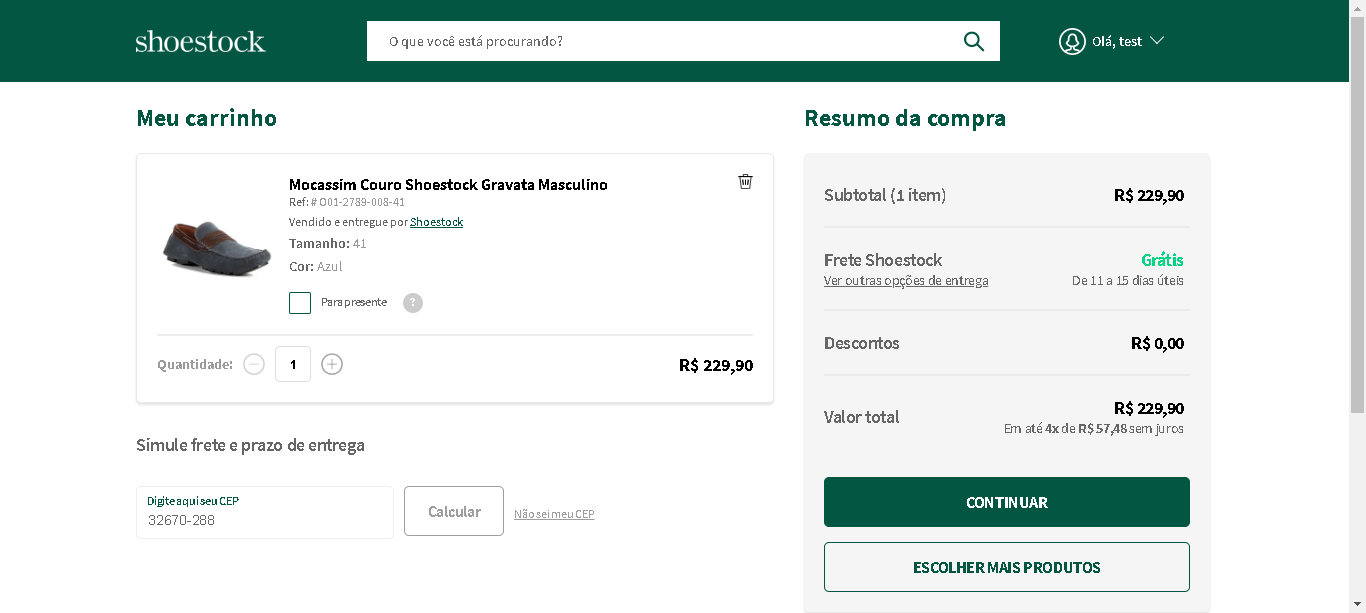 shoestock
O que você está procurando?
Olá, test
Meu carrinho
Mocassim Couro Shoestock Gravata Masculino
Ref: # O01-2789-008-41
Vendido e entregue por Shoestock
Tamanho: 41
Cor: Azul
Para presente ?
Quantidade: 1 R$ 229,90
Simule frete e prazo de entrega
Digite aqui seu CEP
32670-288
Calcular
Não sei meu CEP
Resumo da compra
Subtotal (1 item) R$ 229,90
Frete Shoestock Grátis
Ver outras opções de entrega De 11 a 15 dias úteis
Descontos R$ 0,00
Valor total R$ 229,90
Em até 4x de R$ 57,48 sem juros
CONTINUAR
ESCOLHER MAIS PRODUTOS